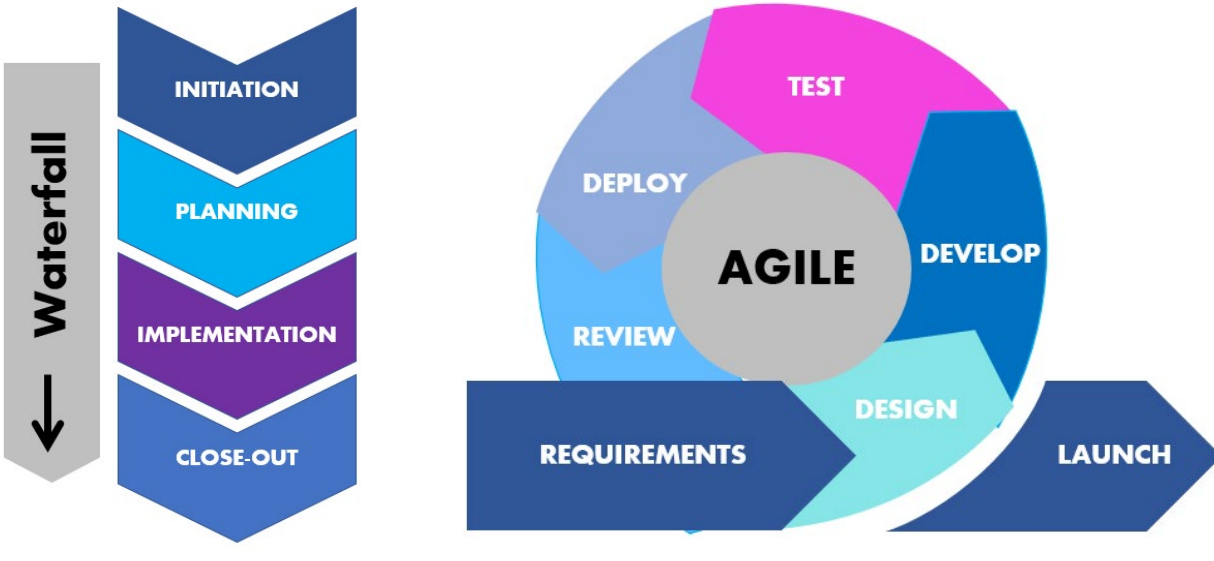 Waterfall
INITIATION
PLANNING
IMPLEMENTATION
CLOSE-OUT
AGILE
REQUIREMENTS
DESIGN
DEVELOP
TEST
DEPLOY
REVIEW
LAUNCH